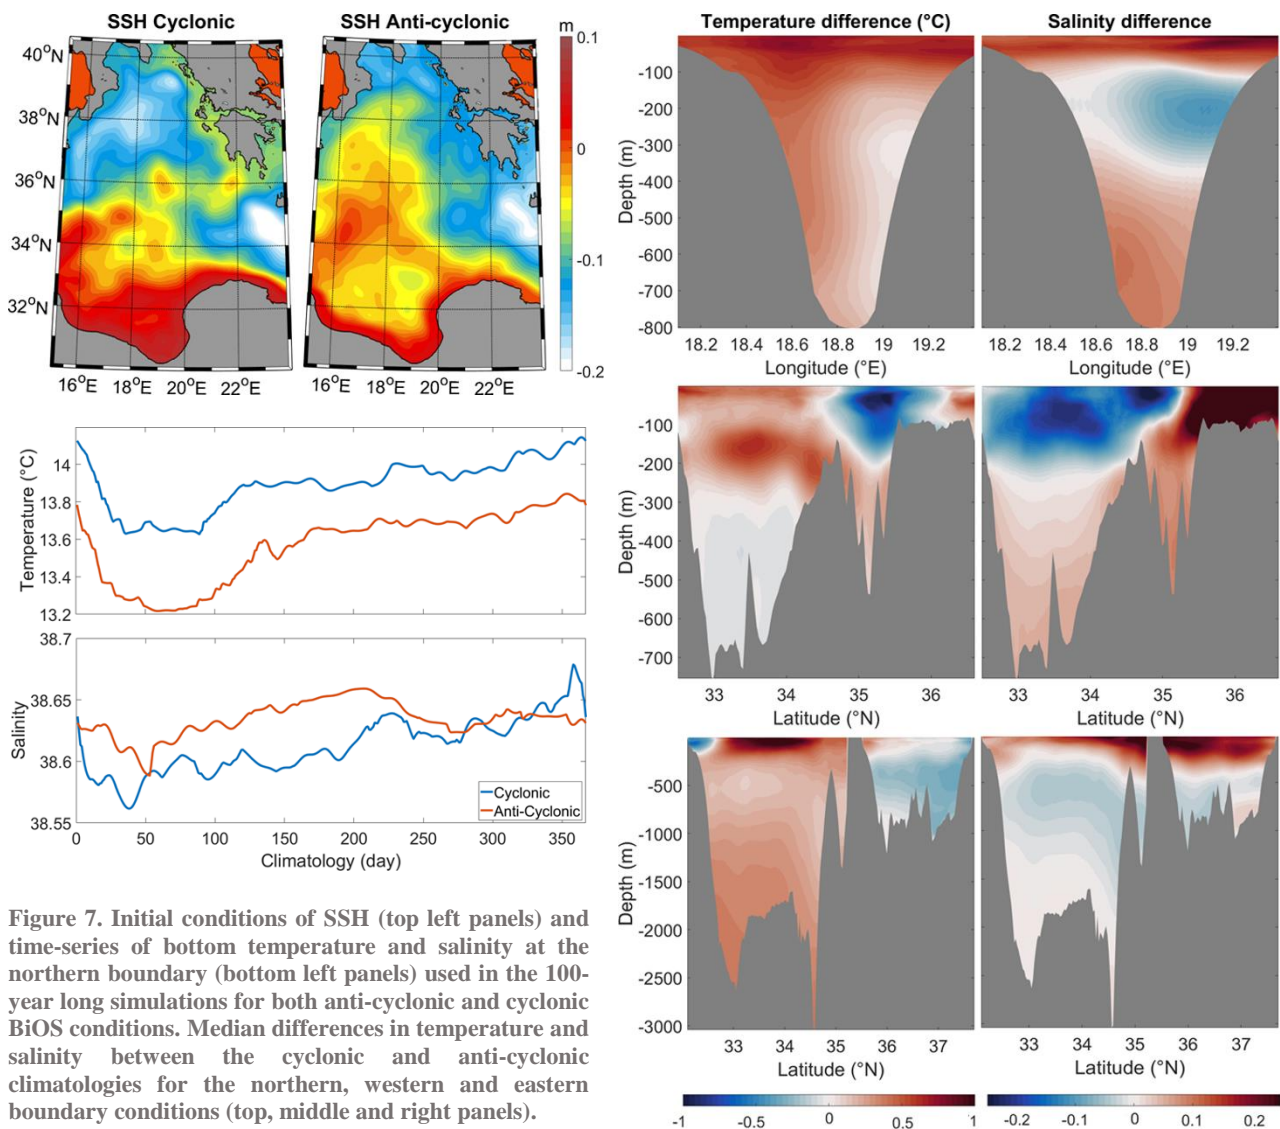 SSH Cyclonic
SSH Anti-cyclonic
m
0.1
0
-0.1
-0.2
40°N
38°N
36°N
34°N
32°N
16°E 18°E 20°E 22°E
16°E 18°E 20°E 22°E
Temperature (°C)
14
13.8
13.6
13.4
13.2
Salinity
38.7
38.65
38.6
38.55
Cyclonic
Anti-Cyclonic
0 50 100 150 200 250 300 350
Climatology (day)
Figure 7. Initial conditions of SSH (top left panels) and
time-series of bottom temperature and salinity at the
northern boundary (bottom left panels) used in the 100-
year long simulations for both anti-cyclonic and cyclonic
BiOS conditions. Median differences in temperature and
salinity between the cyclonic and anti-cyclonic
climatologies for the northern, western and eastern
boundary conditions (top, middle and right panels).
Temperature difference (°C)
Salinity difference
Depth (m)
-100
-200
-300
-400
-500
-600
-700
-800
18.2 18.4 18.6 18.8 19 19.2
Longitude (°E)
18.2 18.4 18.6 18.8 19 19.2
Longitude (°E)
Depth (m)
-100
-200
-300
-400
-500
-600
-700
33 34 35 36
Latitude (°N)
33 34 35 36
Latitude (°N)
Depth (m)
-500
-1000
-1500
-2000
-2500
-3000
33 34 35 36 37
Latitude (°N)
33 34 35 36 37
Latitude (°N)
-1 -0.5 0 0.5 1
-0.2 -0.1 0 0.1 0.2